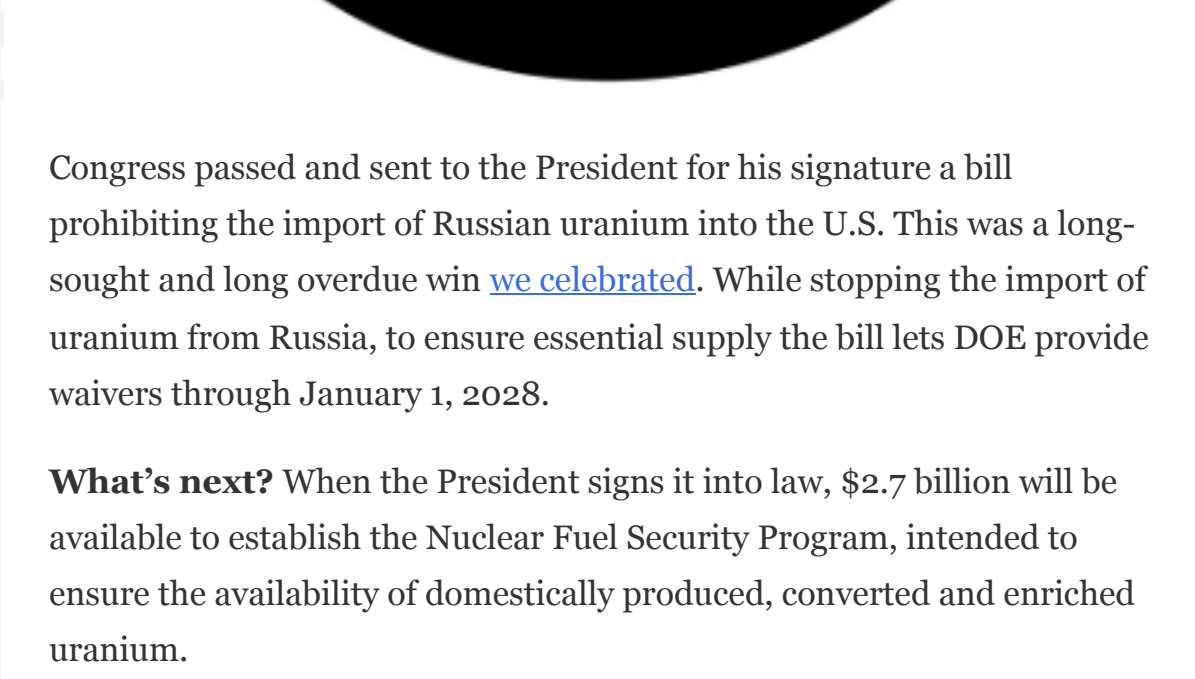 Congress passed and sent to the President for his signature a bill
prohibiting the import of Russian uranium into the U.S. This was a long-
sought and long overdue win we celebrated. While stopping the import of
uranium from Russia, to ensure essential supply the bill lets DOE provide
waivers through January 1, 2028.
What’s next? When the President signs it into law, $2.7 billion will be
available to establish the Nuclear Fuel Security Program, intended to
ensure the availability of domestically produced, converted and enriched
uranium.